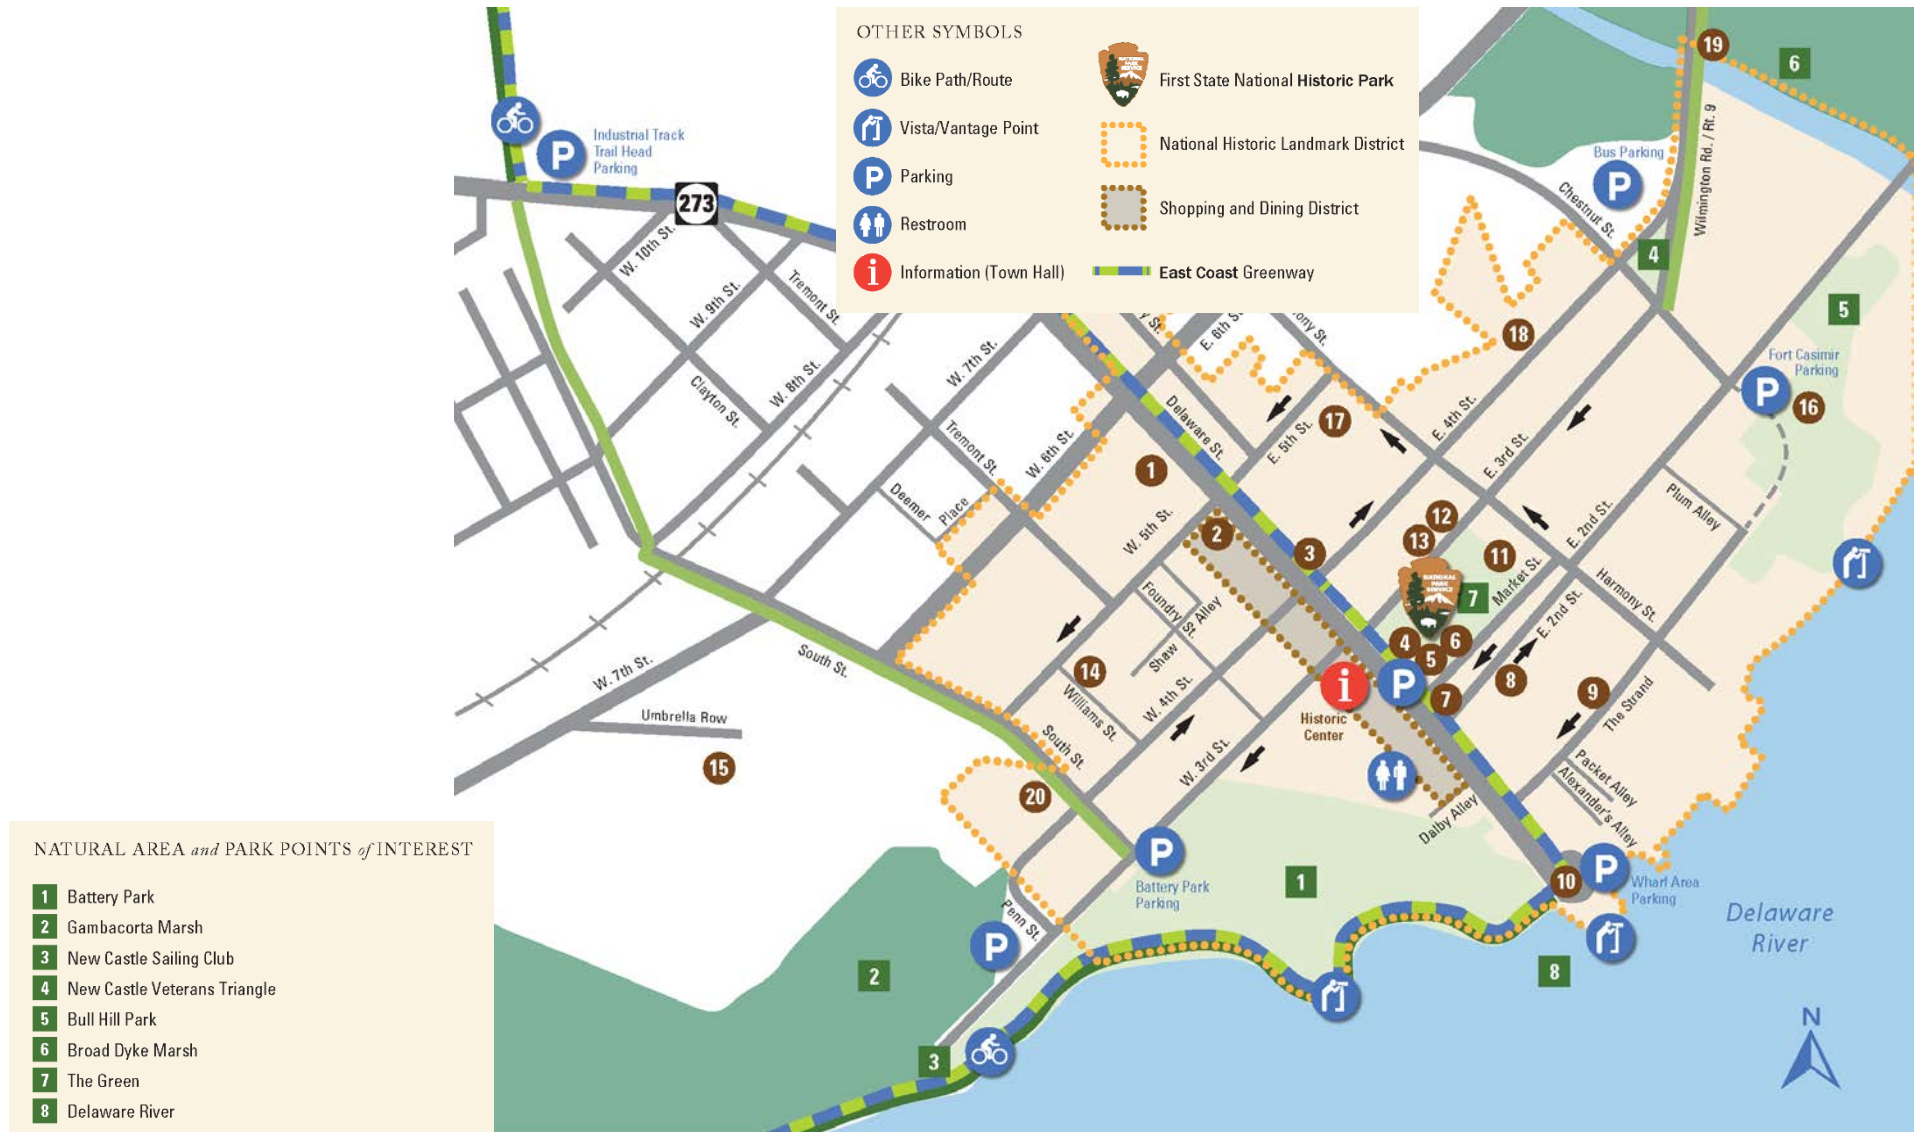 OTHER SYMBOLS
Bike Path/Route
Vista/Vantage Point
Parking
P
Restroom
i
Information (Town Hall)
NATIONAL
PARK
SERVICE
First State National Historic Park
National Historic Landmark District
Shopping and Dining District
East Coast Greenway
19
6
Wilmington Rd. / Rt. 9
P
Industrial Track
Trail Head
Parking
273
Bus Parking
P
Chestnut St.
4
5
W. 10th St.
W. 9th St.
Tremont St.
W. 8th St.
Clayton St.
W. 7th St.
E. 6th St.
18
Fort Casimir
Parking
P
16
Delaware St.
17
E. 5th St.
E. 4th St.
E. 3rd St.
Tremont St.
W. 6th St.
1
Deemer
Place
Plum Alley
W. 5th St.
2
3
12
13
11
E. 2nd St.
Market St.
Harmony St.
NATIONAL
PARK
SERVICE
7
Foundry St.
Shaw
Alley
E. 2nd St.
4
5
6
7
8
9
P
i
Historic
Center
The Strand
14
Williams St.
W. 4th St.
South St.
W. 7th St.
Umbrella Row
15
South St.
W. 3rd St.
20
Packet Alley
Alexander's Alley
Dalby Alley
P
Battery Park
Parking
1
10
P
Wharf Area
Parking
Delaware
River
Penn St.
P
2
8
3
N
NATURAL AREA and PARK POINTS of INTEREST
1 Battery Park
2 Gambacorta Marsh
3 New Castle Sailing Club
4 New Castle Veterans Triangle
5 Bull Hill Park
6 Broad Dyke Marsh
7 The Green
8 Delaware River